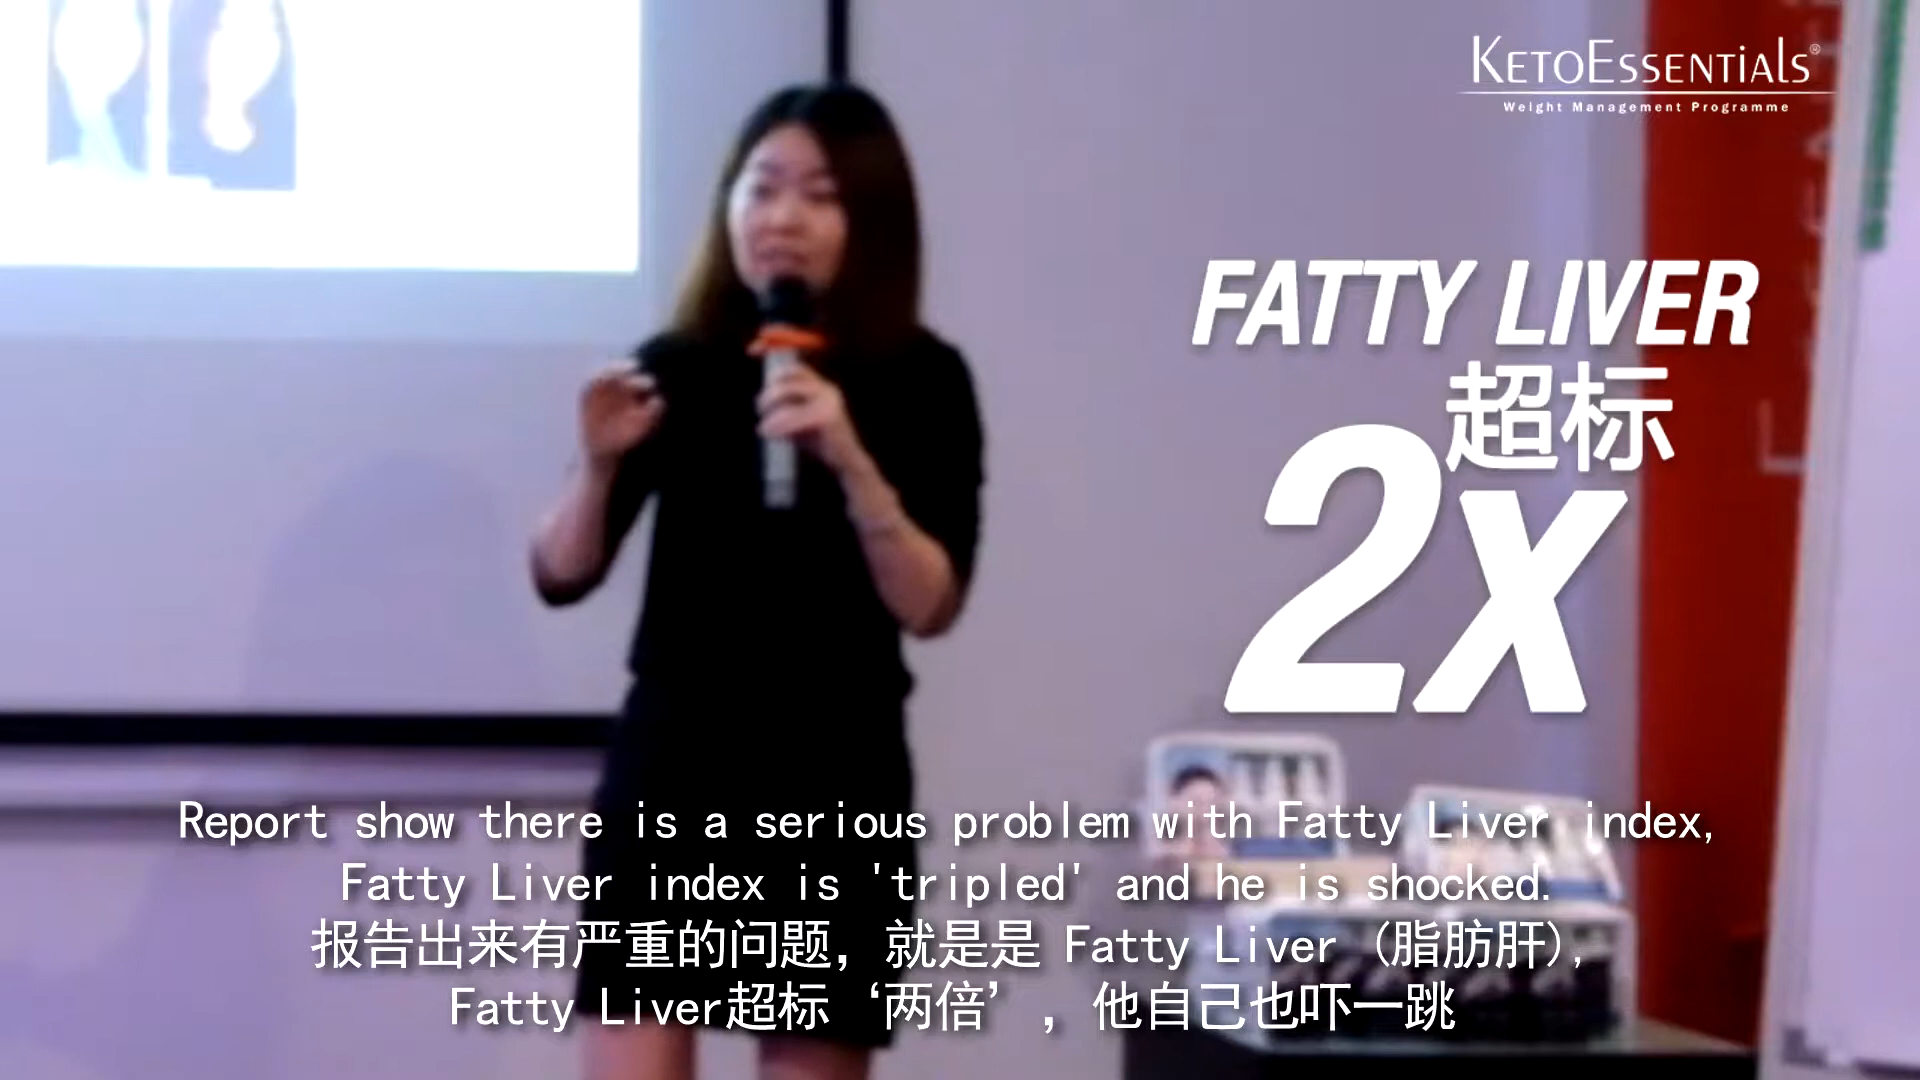 KETOESSENTIALS®
Weight Management Programme
FATTY LIVER
超标
2x
Report show there is a serious problem with Fatty Liver index,
Fatty Liver index is 'tripled' and he is shocked.
报告出来有严重的问题，就是是 Fatty Liver (脂肪肝),
Fatty Liver超标‘两倍’，他自己也吓一跳